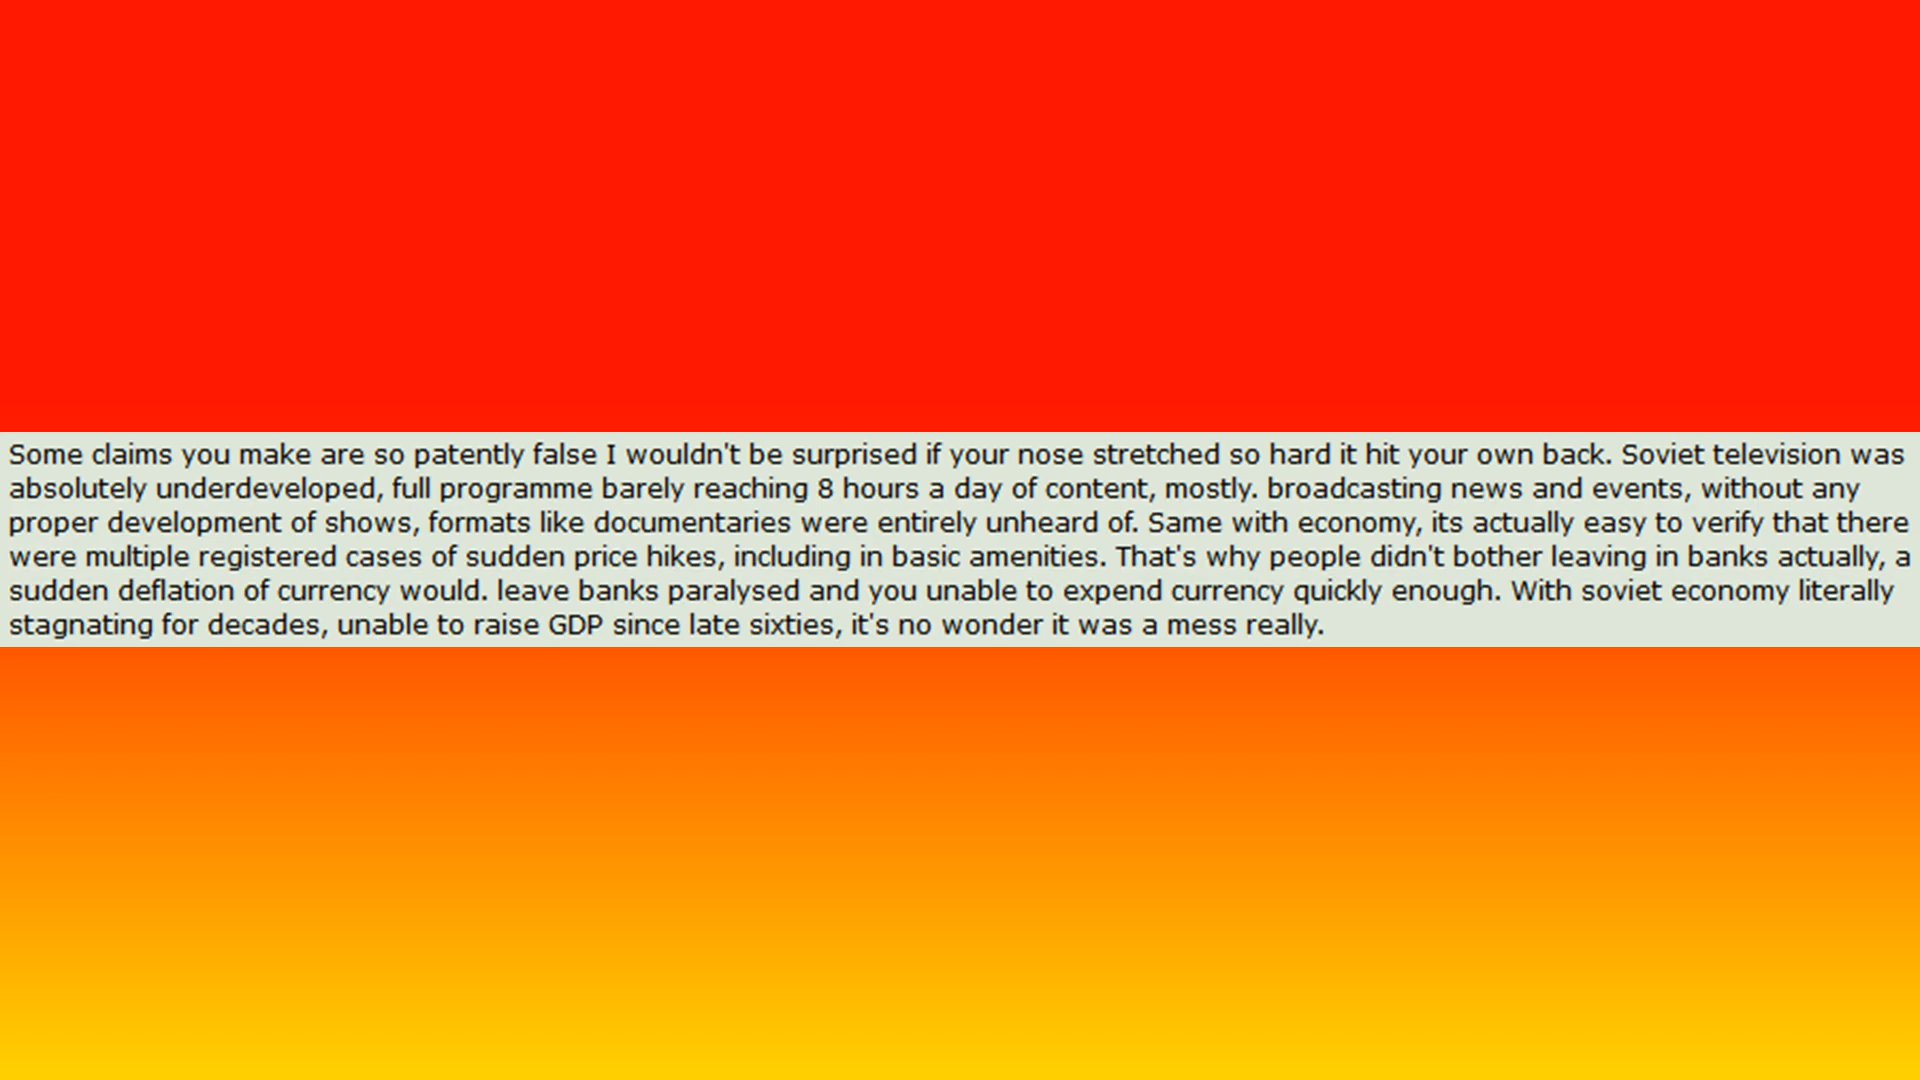 Some claims you make are so patently false I wouldn't be surprised if your nose stretched so hard it hit your own back. Soviet television was
absolutely underdeveloped, full programme barely reaching 8 hours a day of content, mostly. broadcasting news and events, without any
proper development of shows, formats like documentaries were entirely unheard of. Same with economy, its actually easy to verify that there
were multiple registered cases of sudden price hikes, including in basic amenities. That's why people didn't bother leaving in banks actually, a
sudden deflation of currency would. leave banks paralysed and you unable to expend currency quickly enough. With soviet economy literally
stagnating for decades, unable to raise GDP since late sixties, it's no wonder it was a mess really.